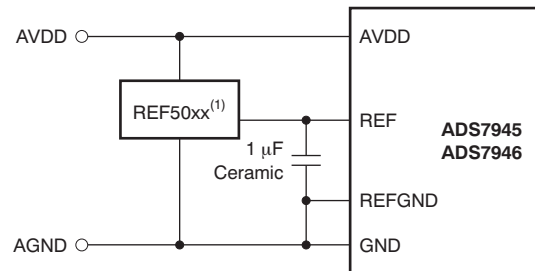 AVDD
AVDD
REF50xx(1)
REF
ADS7945
ADS7946
1 μF
Ceramic
REFGND
AGND
GND